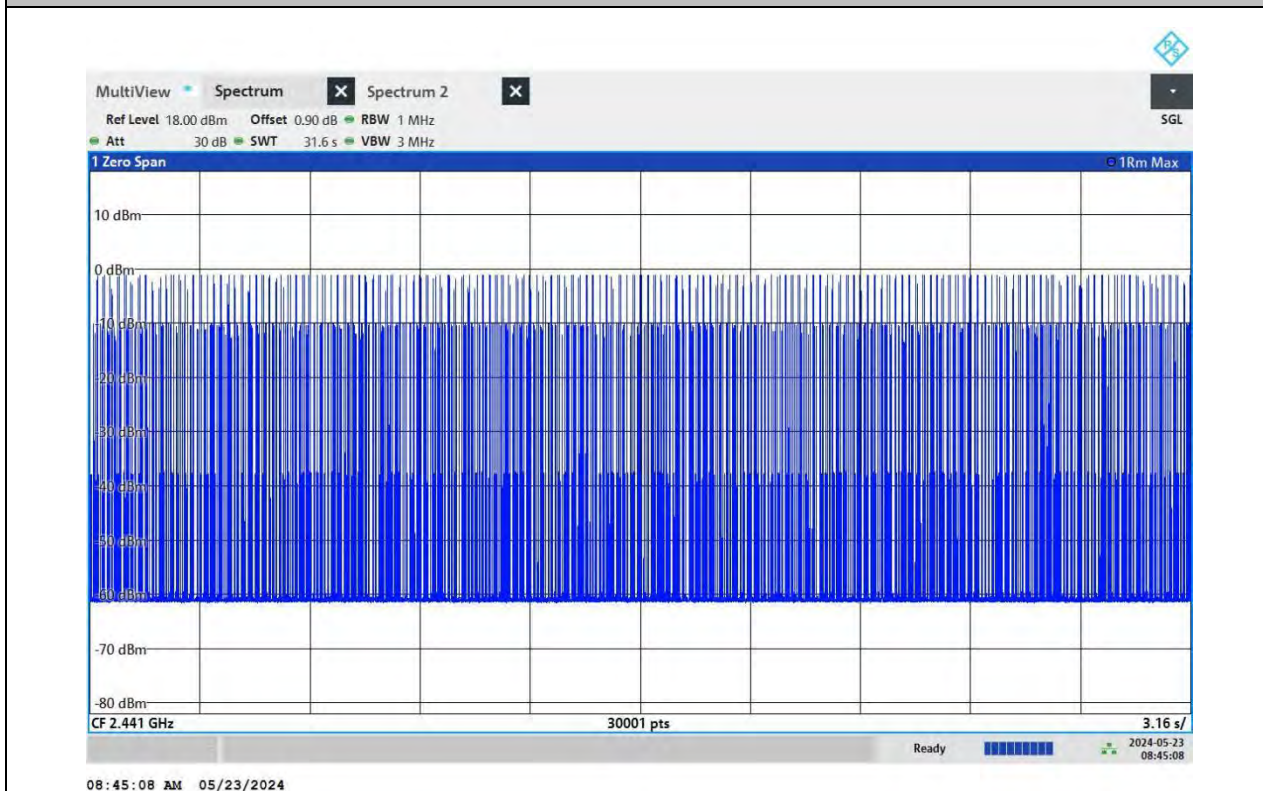 R&S
MultiView Spectrum X Spectrum 2 X
Ref Level 18.00 dBm Offset 0.90 dB RBW 1 MHz SGL
Att 30 dB SWT 31.6 s VBW 3 MHz
1 Zero Span 1Rm Max
10 dBm
0 dBm
-10 dBm
-20 dBm
-30 dBm
-40 dBm
-50 dBm
-60 dBm
-70 dBm
-80 dBm
CF 2.441 GHz 30001 pts 3.16 s/
Ready 2024-05-23
08:45:08
08:45:08 AM 05/23/2024